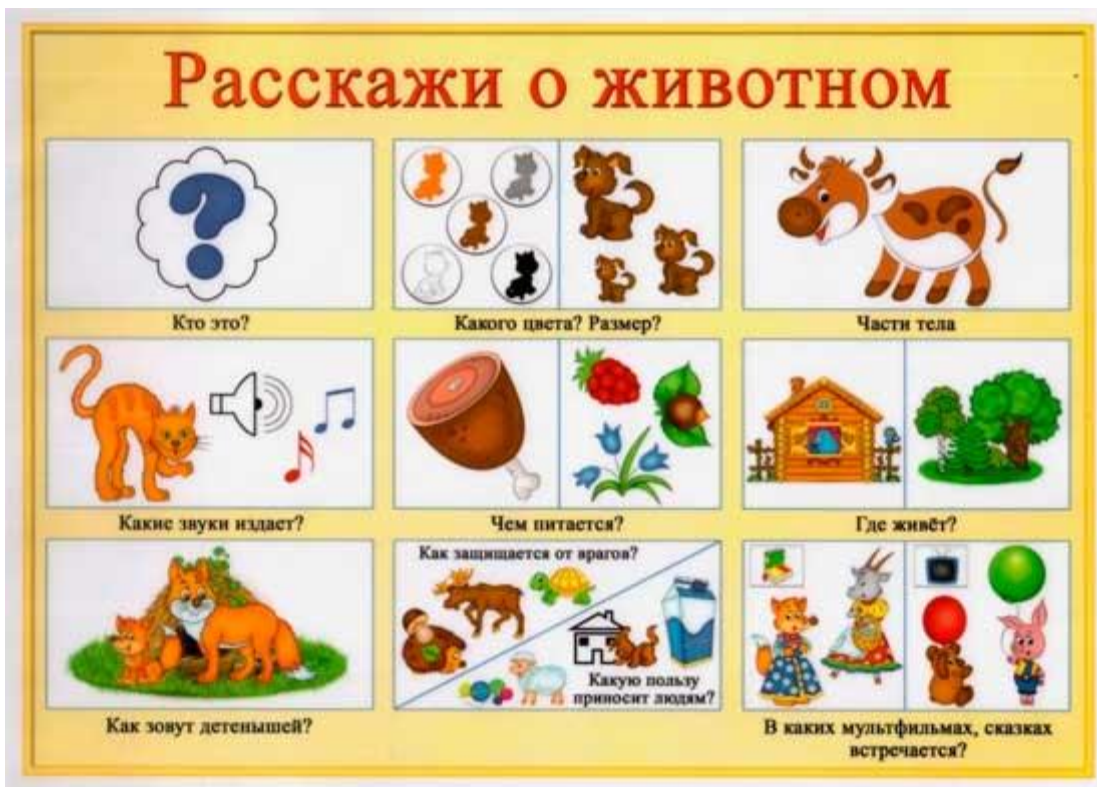 Расскажи о животном
Кто это?
Какого цвета? Размер?
Части тела
Какие звуки издает?
Чем питается?
Где живёт?
Как зовут детенышей?
Как защищается от врагов?
Какую пользу
приносит людям?
В каких мультфильмах, сказках
встречается?